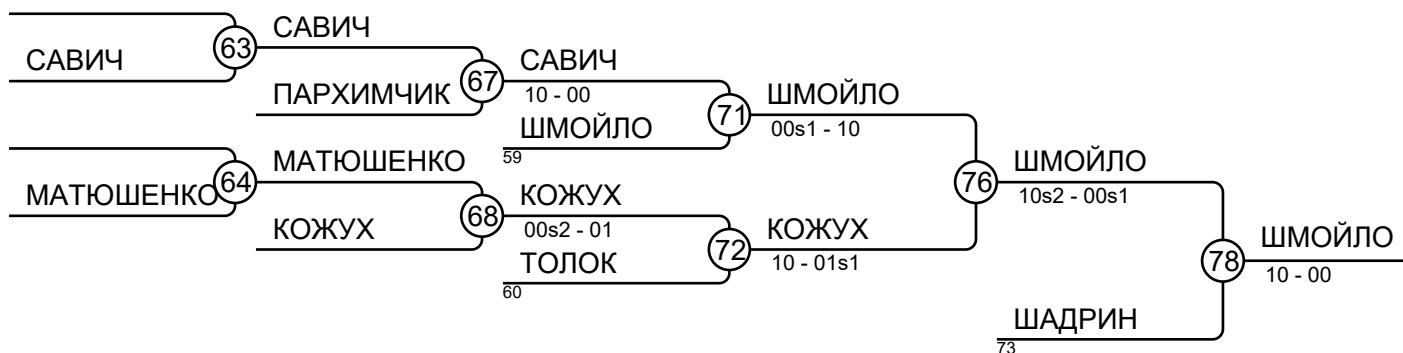 САВИЧ
63
САВИЧ
ПАРХИМЧИК
67
САВИЧ
10 - 00
ШМОЙЛО
59
71
ШМОЙЛО
00s1 - 10
МАТЮШЕНКО
64
МАТЮШЕНКО
КОЖУХ
68
КОЖУХ
00s2 - 01
ТОЛОК
60
72
КОЖУХ
10 - 01s1
76
ШМОЙЛО
10s2 - 00s1
ШАДРИН
73
78
ШМОЙЛО
10 - 00